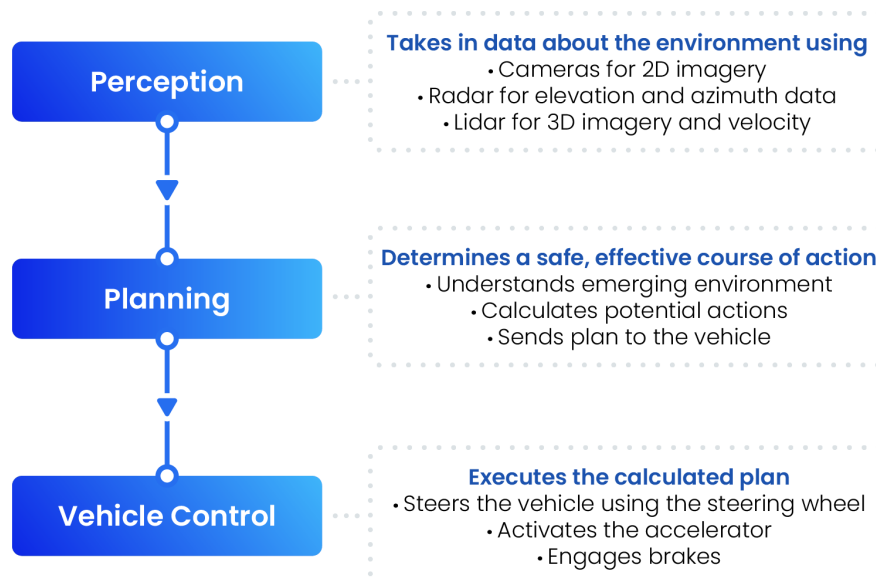 Perception
Takes in data about the environment using
• Cameras for 2D imagery
• Radar for elevation and azimuth data
• Lidar for 3D imagery and velocity
Planning
Determines a safe, effective course of action
• Understands emerging environment
• Calculates potential actions
• Sends plan to the vehicle
Vehicle Control
Executes the calculated plan
• Steers the vehicle using the steering wheel
• Activates the accelerator
• Engages brakes